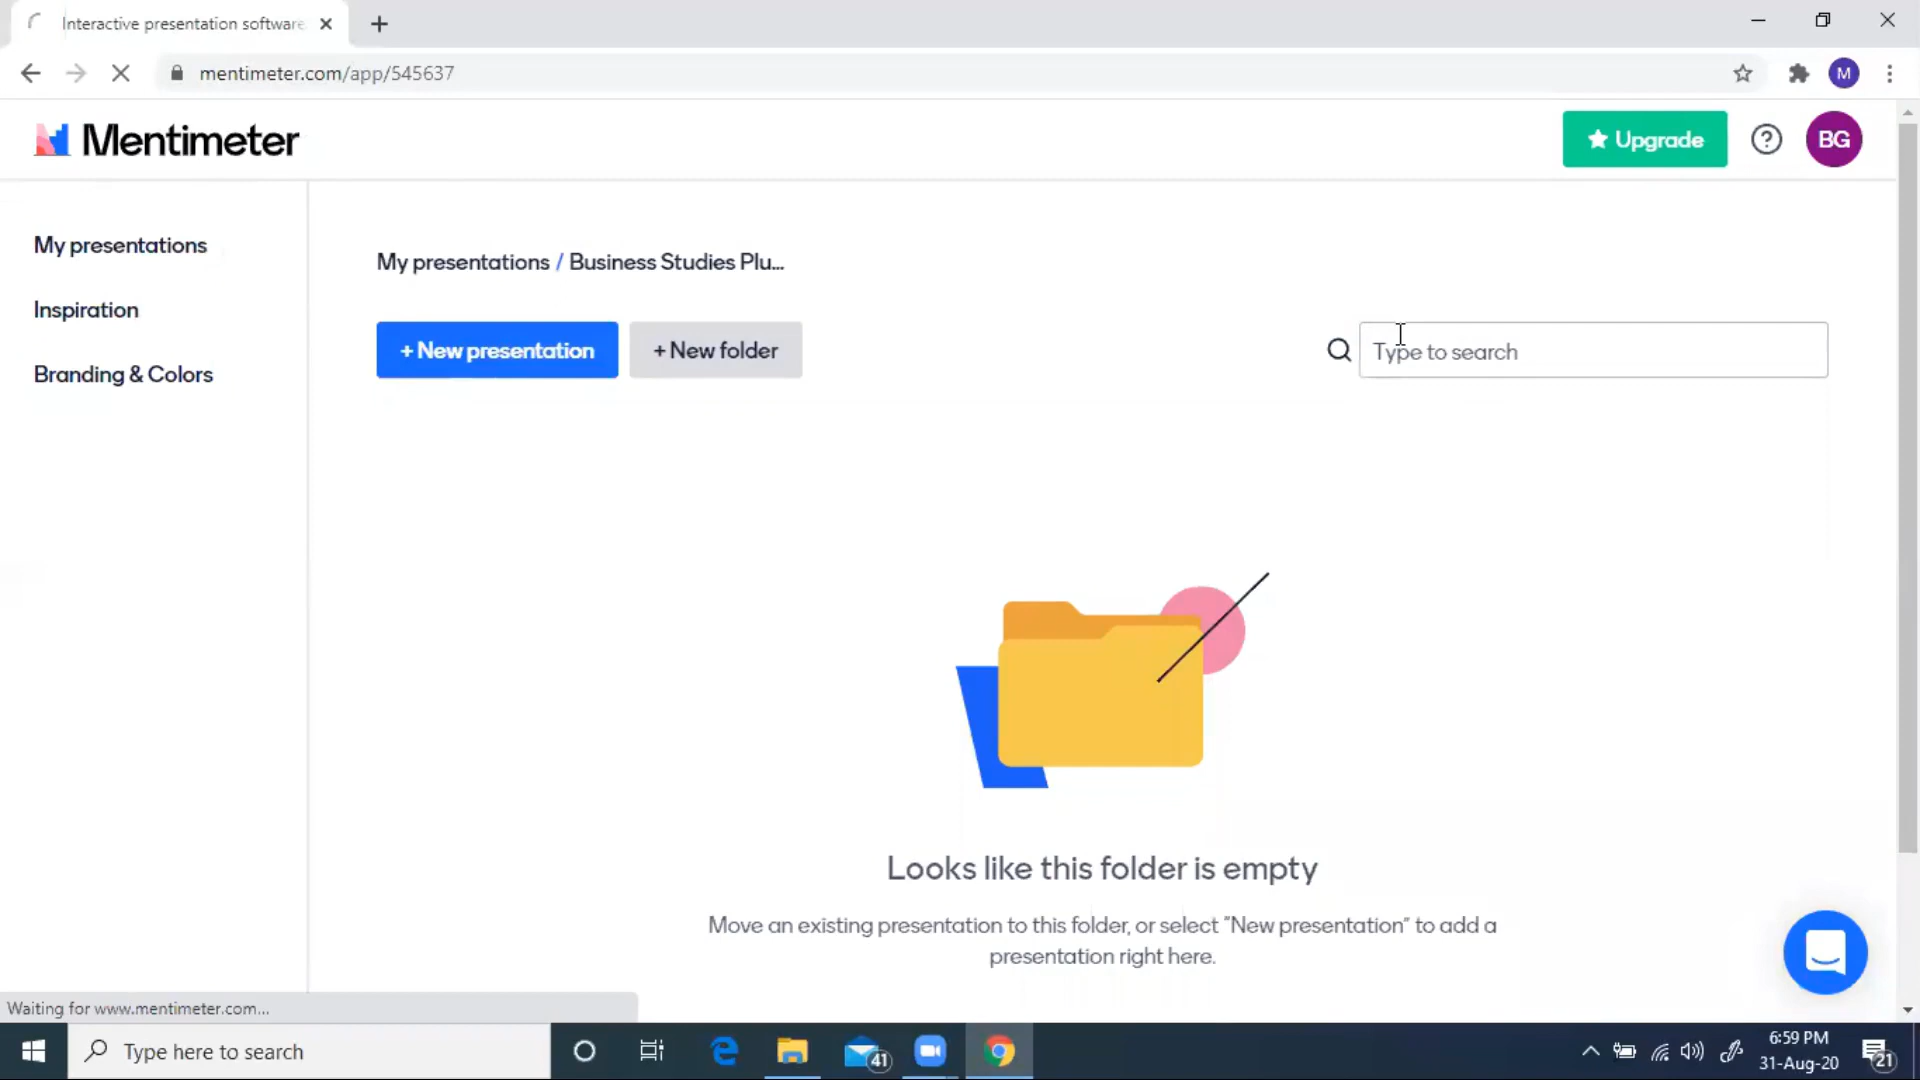 Interactive presentation software
mentimeter.com/app/545637
M
Mentimeter
Upgrade
?
BG
My presentations
Inspiration
Branding & Colors
My presentations / Business Studies Plu...
+ New presentation
+ New folder
Type to search
Looks like this folder is empty
Move an existing presentation to this folder, or select "New presentation" to add a
presentation right here.
Waiting for www.mentimeter.com...
Type here to search
41
6:59 PM
31-Aug-20
21